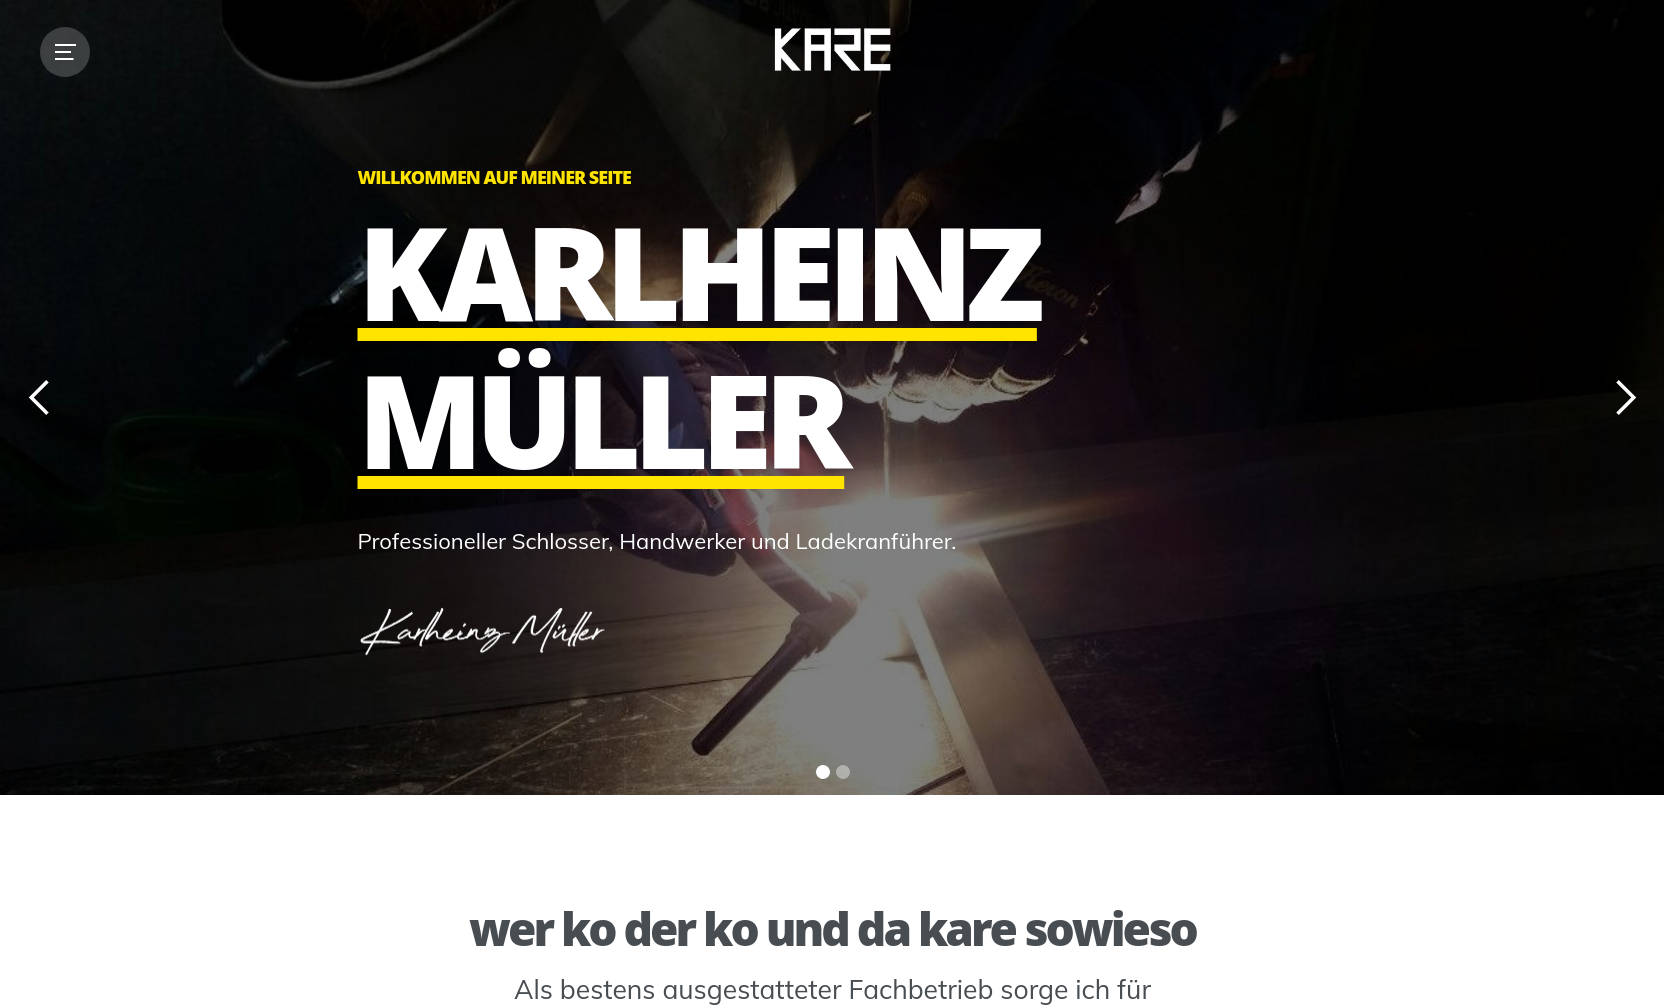 KARE
WILLKOMMEN AUF MEINER SEITE
KARLHEINZ
MÜLLER
Professioneller Schlosser, Handwerker und Ladekranführer.
Karlheinz Müller
wer ko der ko und da kare sowieso
Als bestens ausgestatteter Fachbetrieb sorge ich für